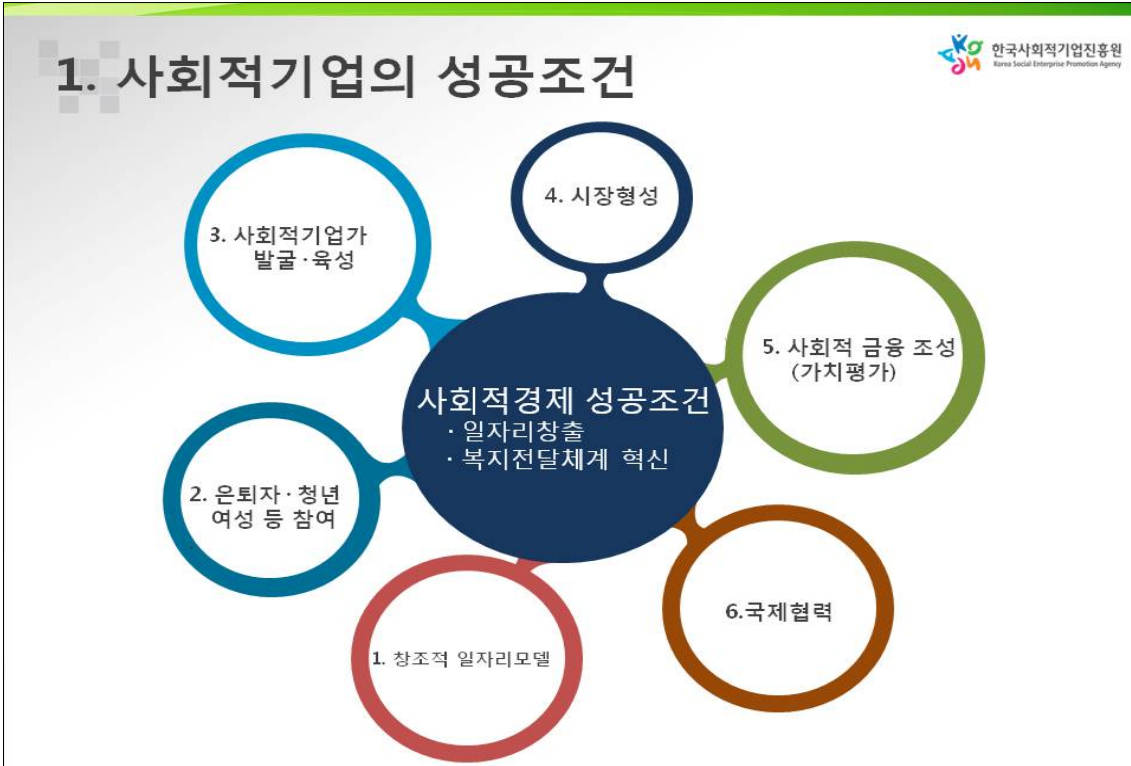 1. 사회적기업의 성공조건
한국사회적기업진흥원
Korea Social Enterprise Promotion Agency
4. 시장형성
3. 사회적기업가
발굴·육성
5. 사회적 금융 조성
(가치평가)
사회적경제 성공조건
· 일자리창출
· 복지전달체계 혁신
2. 은퇴자·청년
여성 등 참여
6.국제협력
1. 창조적 일자리모델